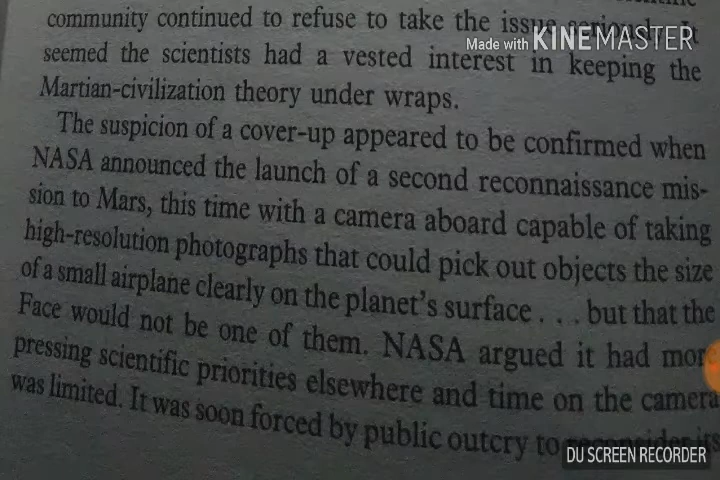 community continued to refuse to take the issue
Made with KINEMASTER
seemed the scientists had a vested interest in keeping the
Martian-civilization theory under wraps.
The suspicion of a cover-up appeared to be confirmed when
NASA announced the launch of a second reconnaissance mis-
sion to Mars, this time with a camera aboard capable of taking
high-resolution photographs that could pick out objects the size
of a small airplane clearly on the planet's surface . . . but that the
Face would not be one of them. NASA argued it had more
pressing scientific priorities elsewhere and time on the camera
was limited. It was soon forced by public outcry to
DU SCREEN RECORDER